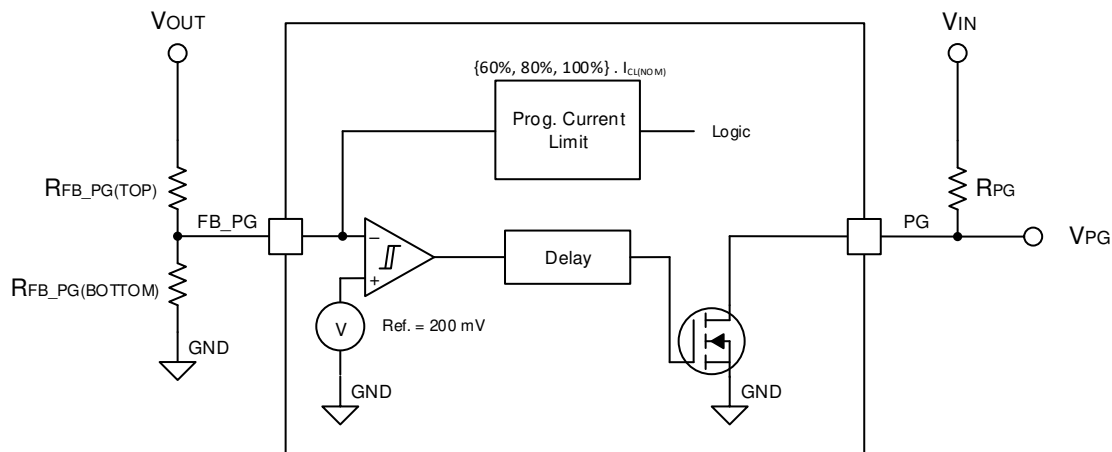 VOUT
VIN
{60%, 80%, 100%} . ICL(NOM)
Prog. Current
Limit
Logic
RFB_PG(TOP)
RPG
FB_PG
PG
VPG
−
+
Delay
RFB_PG(BOTTOM)
V
Ref. = 200 mV
GND
GND
GND